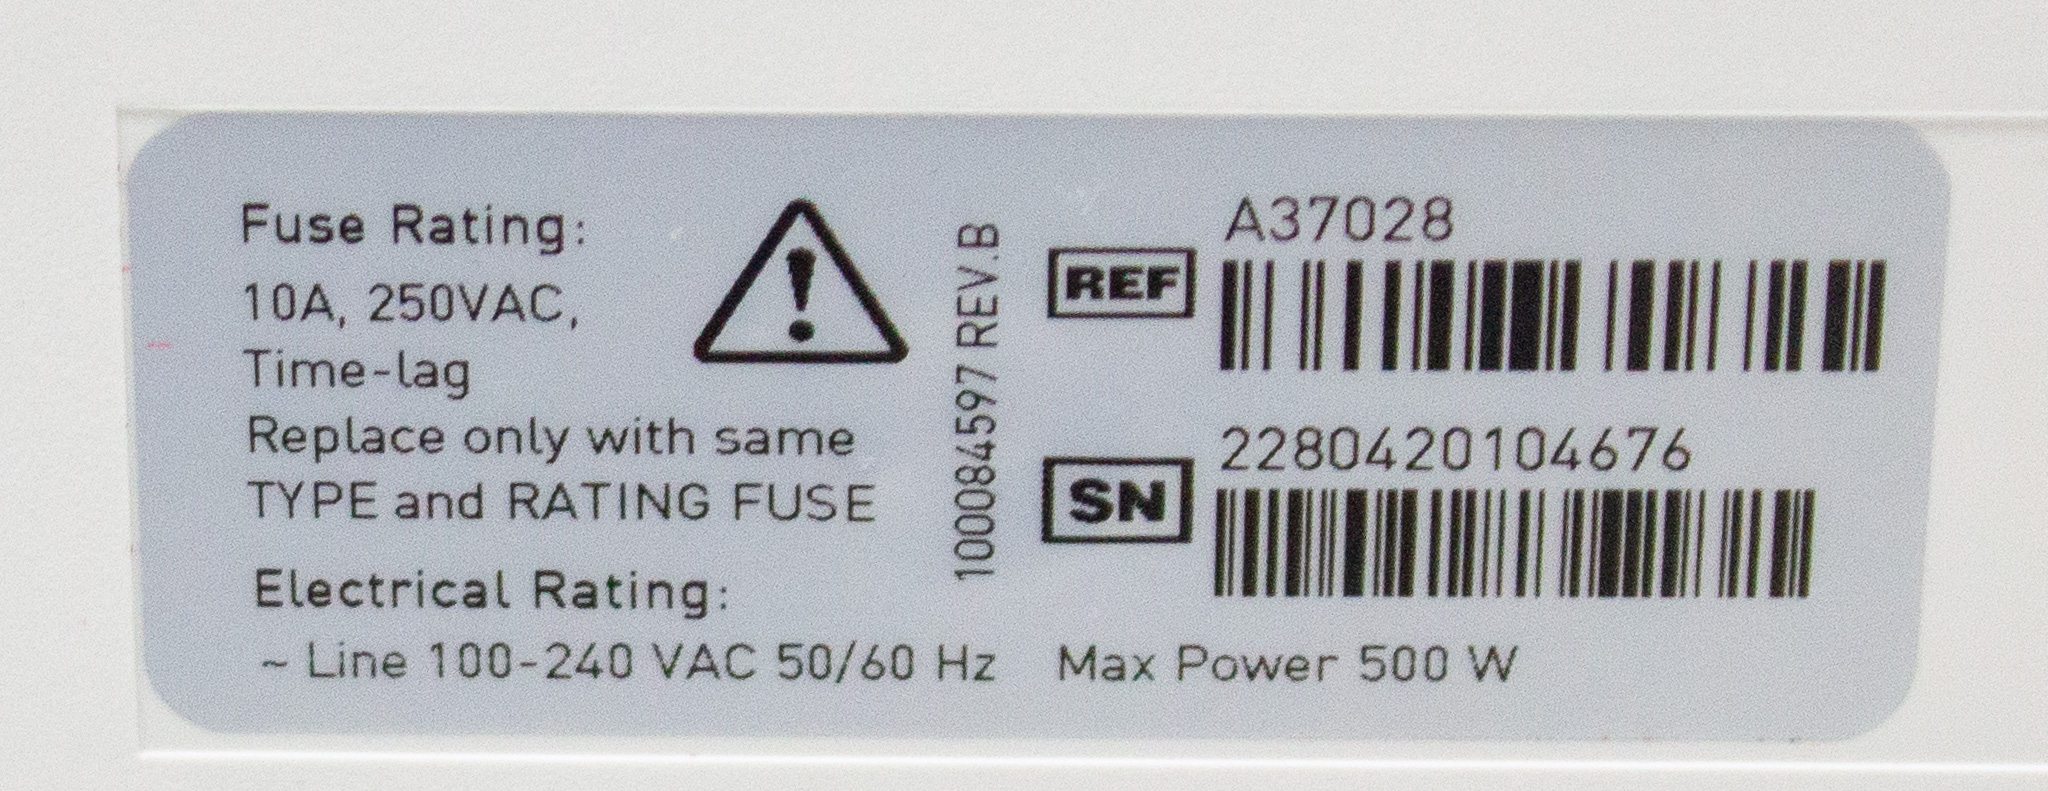 Fuse Rating:
10A, 250VAC,
Time-lag
Replace only with same
TYPE and RATING FUSE
Electrical Rating:
~ Line 100-240 VAC 50/60 Hz Max Power 500 W
100084597 REV.B
REF
A37028
SN
2280420104676